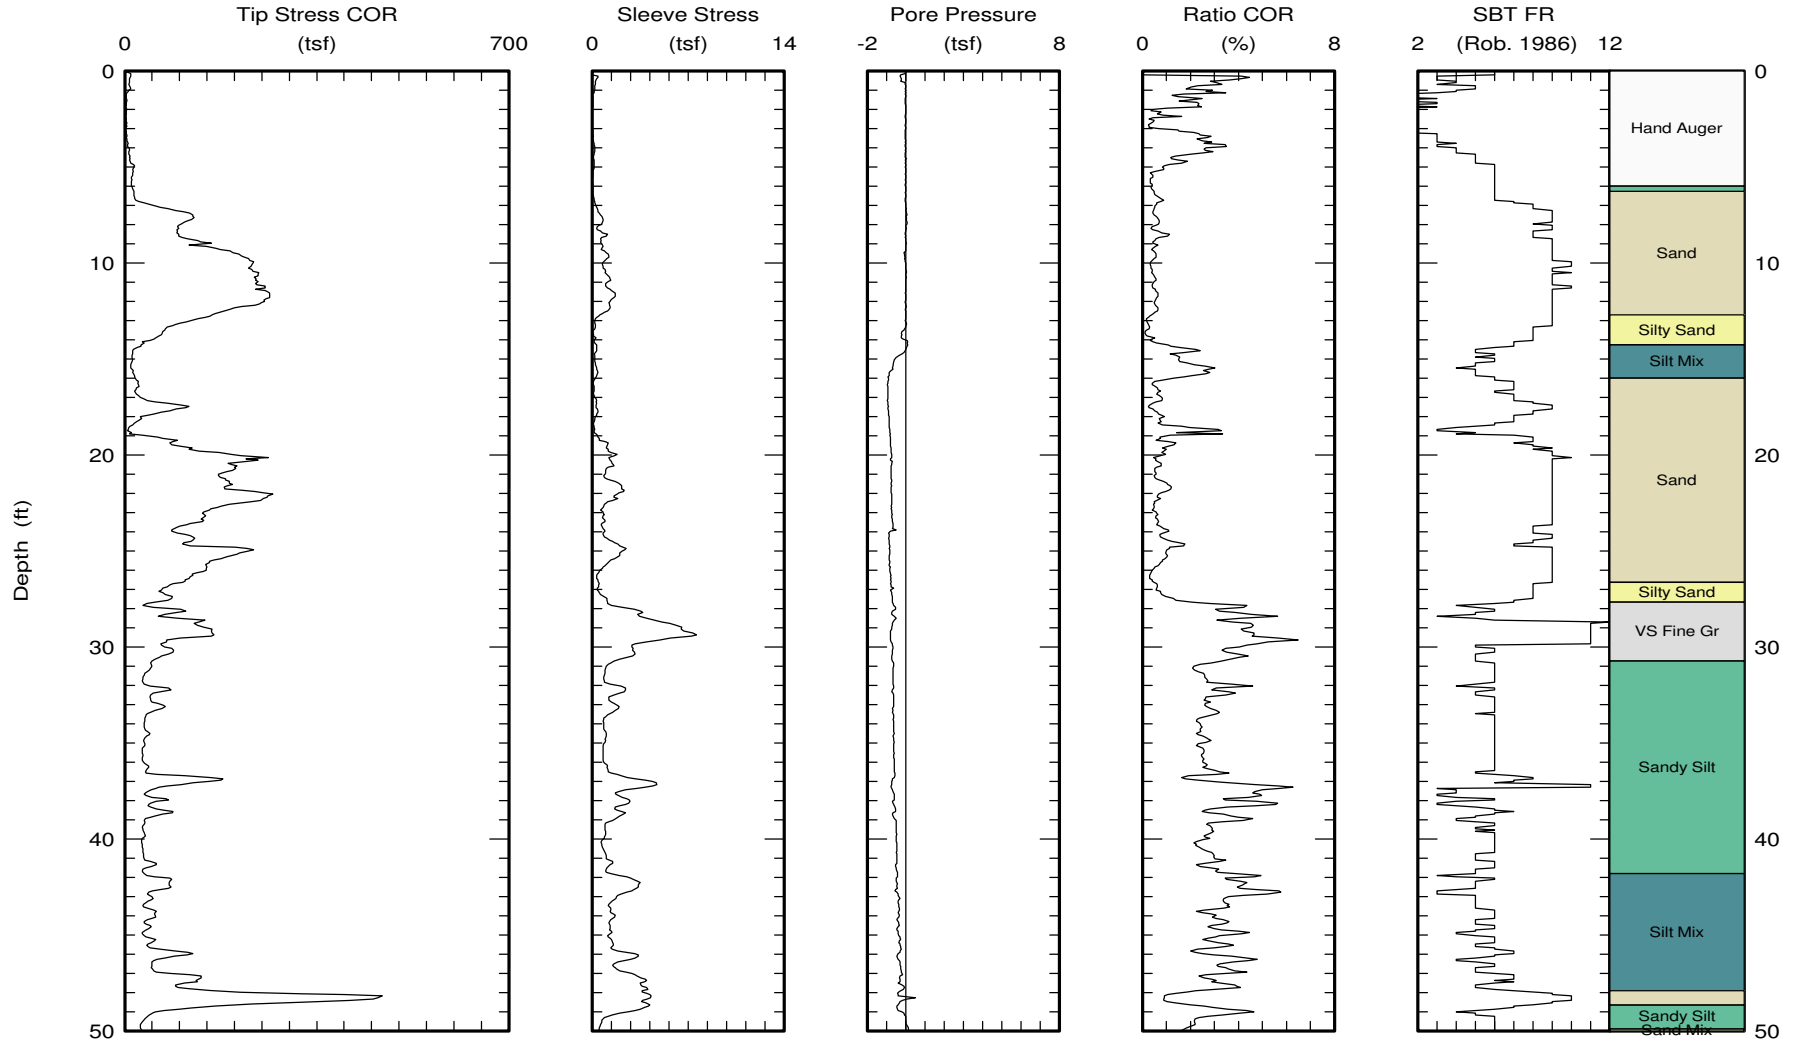 Tip Stress COR Sleeve Stress Pore Pressure Ratio COR SBT FR
0 (tsf) 700 0 (tsf) 14 -2 (tsf) 8 0 (%) 8 2 (Rob. 1986) 12
0 0
Hand Auger
Sand
10 10
Silty Sand
Silt Mix
20 20
Sand
Depth (ft)
Silty Sand
VS Fine Gr
30 30
Sandy Silt
40 40
Silt Mix
Sandy Silt
50 Sand Mix 50